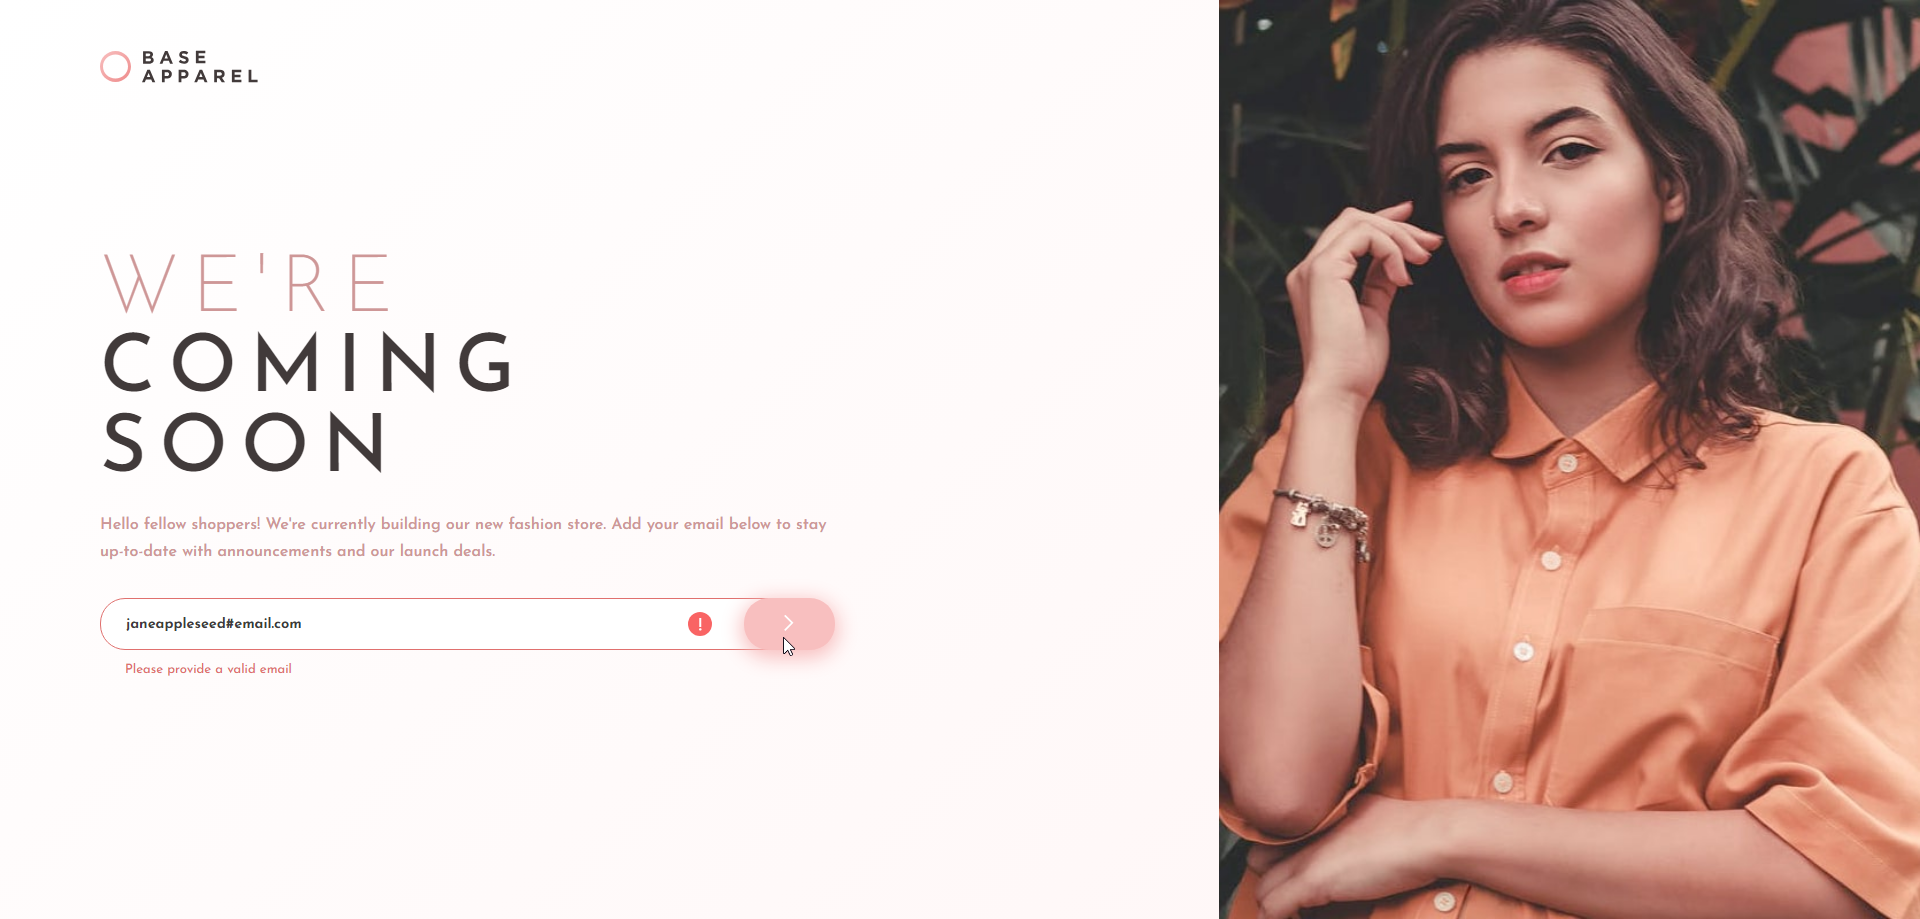 BASE
APPAREL
WE'RE
COMING
SOON
Hello fellow shoppers! We're currently building our new fashion store. Add your email below to stay
up-to-date with announcements and our launch deals.
janeappleseed#email.com
!
Please provide a valid email